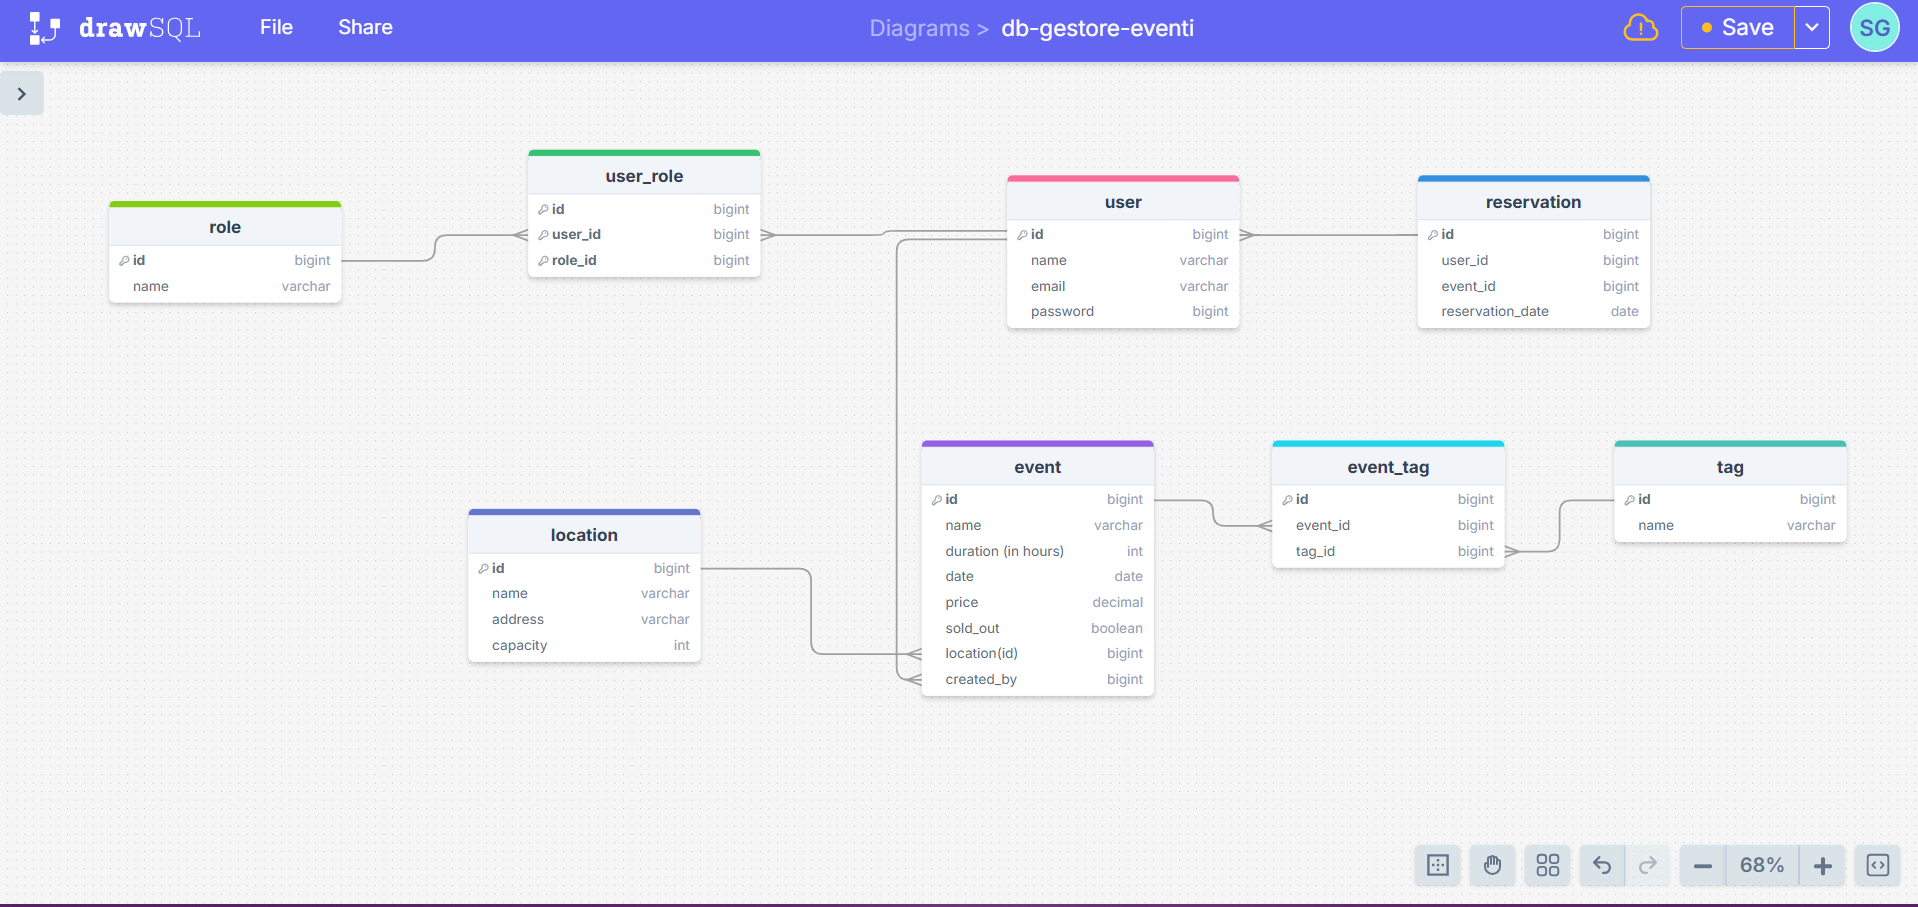 drawSQL File Share Diagrams > db-gestore-eventi Save SG
role
id bigint
name varchar
user_role
id bigint
user_id bigint
role_id bigint
user
id bigint
name varchar
email varchar
password bigint
reservation
id bigint
user_id bigint
event_id bigint
reservation_date date
location
id bigint
name varchar
address varchar
capacity int
event
id bigint
name varchar
duration (in hours) int
date date
price decimal
sold_out boolean
location(id) bigint
created_by bigint
event_tag
id bigint
event_id bigint
tag_id bigint
tag
id bigint
name varchar
68%